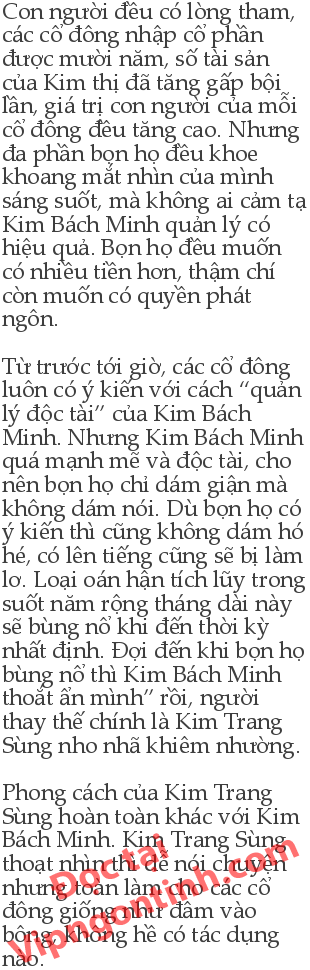 Con người đều có lòng tham,
các cổ đông nhập cổ phần
được mười năm, số tài sản
của Kim thị đã tăng gấp bội
lần, giá trị con người của mỗi
cổ đông đều tăng cao. Nhưng
đa phần bọn họ đều khoe
khoang mắt nhìn của mình
sáng suốt, mà không ai cảm tạ
Kim Bách Minh quản lý có
hiệu quả. Bọn họ đều muốn
có nhiều tiền hơn, thậm chí
còn muốn có quyền phát
ngôn.
Từ trước tới giờ, các cổ đông
luôn có ý kiến với cách “quản
lý độc tài” của Kim Bách
Minh. Nhưng Kim Bách Minh
quá mạnh mẽ và độc tài, cho
nên bọn họ chỉ dám giận mà
không dám nói. Dù bọn họ có
ý kiến thì cũng không dám hó
hé, có lên tiếng cũng sẽ bị làm
lơ. Loại oán hận tích lũy trong
suốt năm rộng tháng dài này
sẽ bùng nổ khi đến thời kỳ
nhất định. Đợi đến khi bọn họ
bùng nổ thì Kim Bách Minh
thoắt ẩn mình” rồi, người
thay thế chính là Kim Trang
Sùng nho nhã khiêm nhường.
Phong cách của Kim Trang
Sùng hoàn toàn khác với Kim
Bách Minh. Kim Trang Sùng
thoạt nhìn thì dễ nói chuyện
nhưng toàn làm cho các cổ
đông giống như đấm vào
bông, không hề có tác dụng
nào.
Đọc tại
Vipngontinh.com